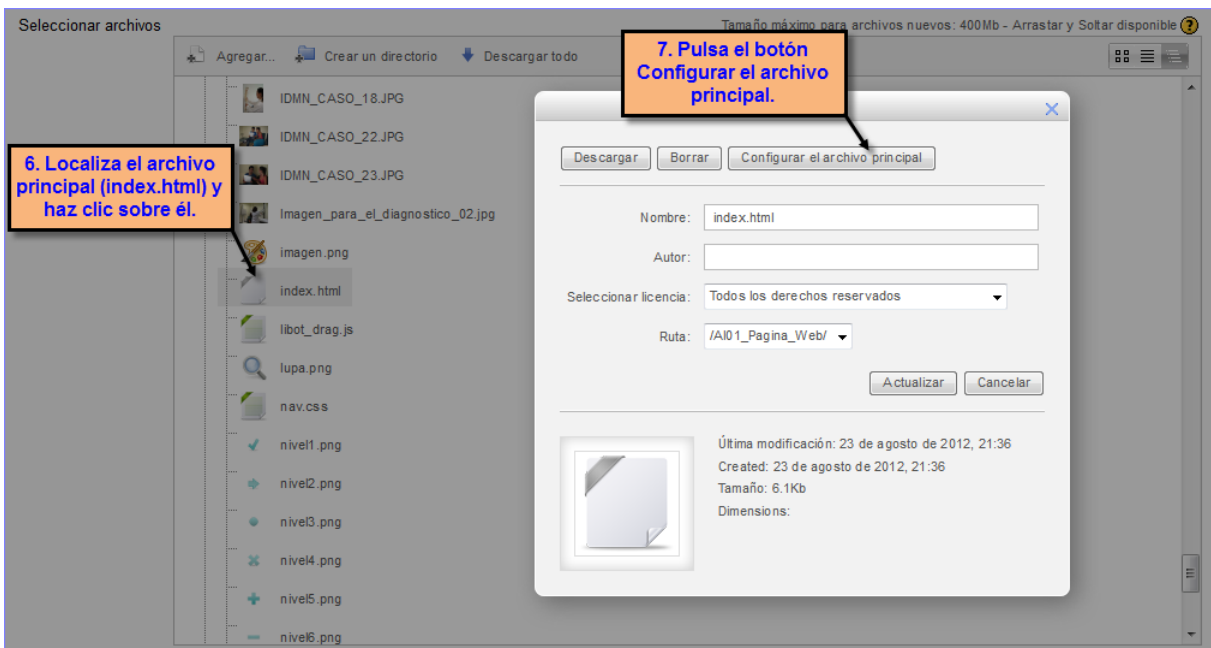 Seleccionar archivos
Tamaño máximo para archivos nuevos: 400Mb - Arrastar y Soltar disponible ?
Agregar...
Crear un directorio
Descargar todo
7. Pulsa el botón
Configurar el archivo
principal.
6. Localiza el archivo
principal (index.html) y
haz clic sobre él.
IDMN_CASO_18.JPG
IDMN_CASO_22.JPG
IDMN_CASO_23.JPG
Imagen_para_el_diagnostico_02.jpg
imagen.png
index.html
libot_drag.js
lupa.png
nav.css
nivel1.png
nivel2.png
nivel3.png
nivel4.png
nivel5.png
nivel6.png
Descargar
Borrar
Configurar el archivo principal
Nombre: index.html
Autor:
Seleccionar licencia: Todos los derechos reservados
Ruta: /AI01_Pagina_Web/
Actualizar
Cancelar
Última modificación: 23 de agosto de 2012, 21:36
Created: 23 de agosto de 2012, 21:36
Tamaño: 6.1Kb
Dimensions: